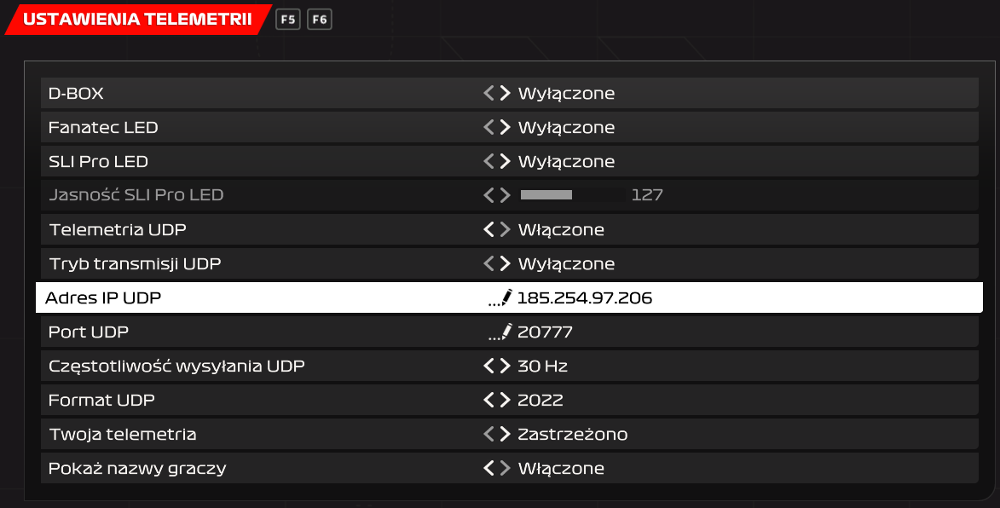 USTAWIENIA TELEMETRII F5 F6
D-BOX Wyłączone
Fanatec LED Wyłączone
SLI Pro LED Wyłączone
Jasność SLI Pro LED 127
Telemetria UDP Włączone
Tryb transmisji UDP Wyłączone
Adres IP UDP 185.254.97.206
Port UDP 20777
Częstotliwość wysyłania UDP 30 Hz
Format UDP 2022
Twoja telemetria Zastrzeżono
Pokaż nazwy graczy Włączone